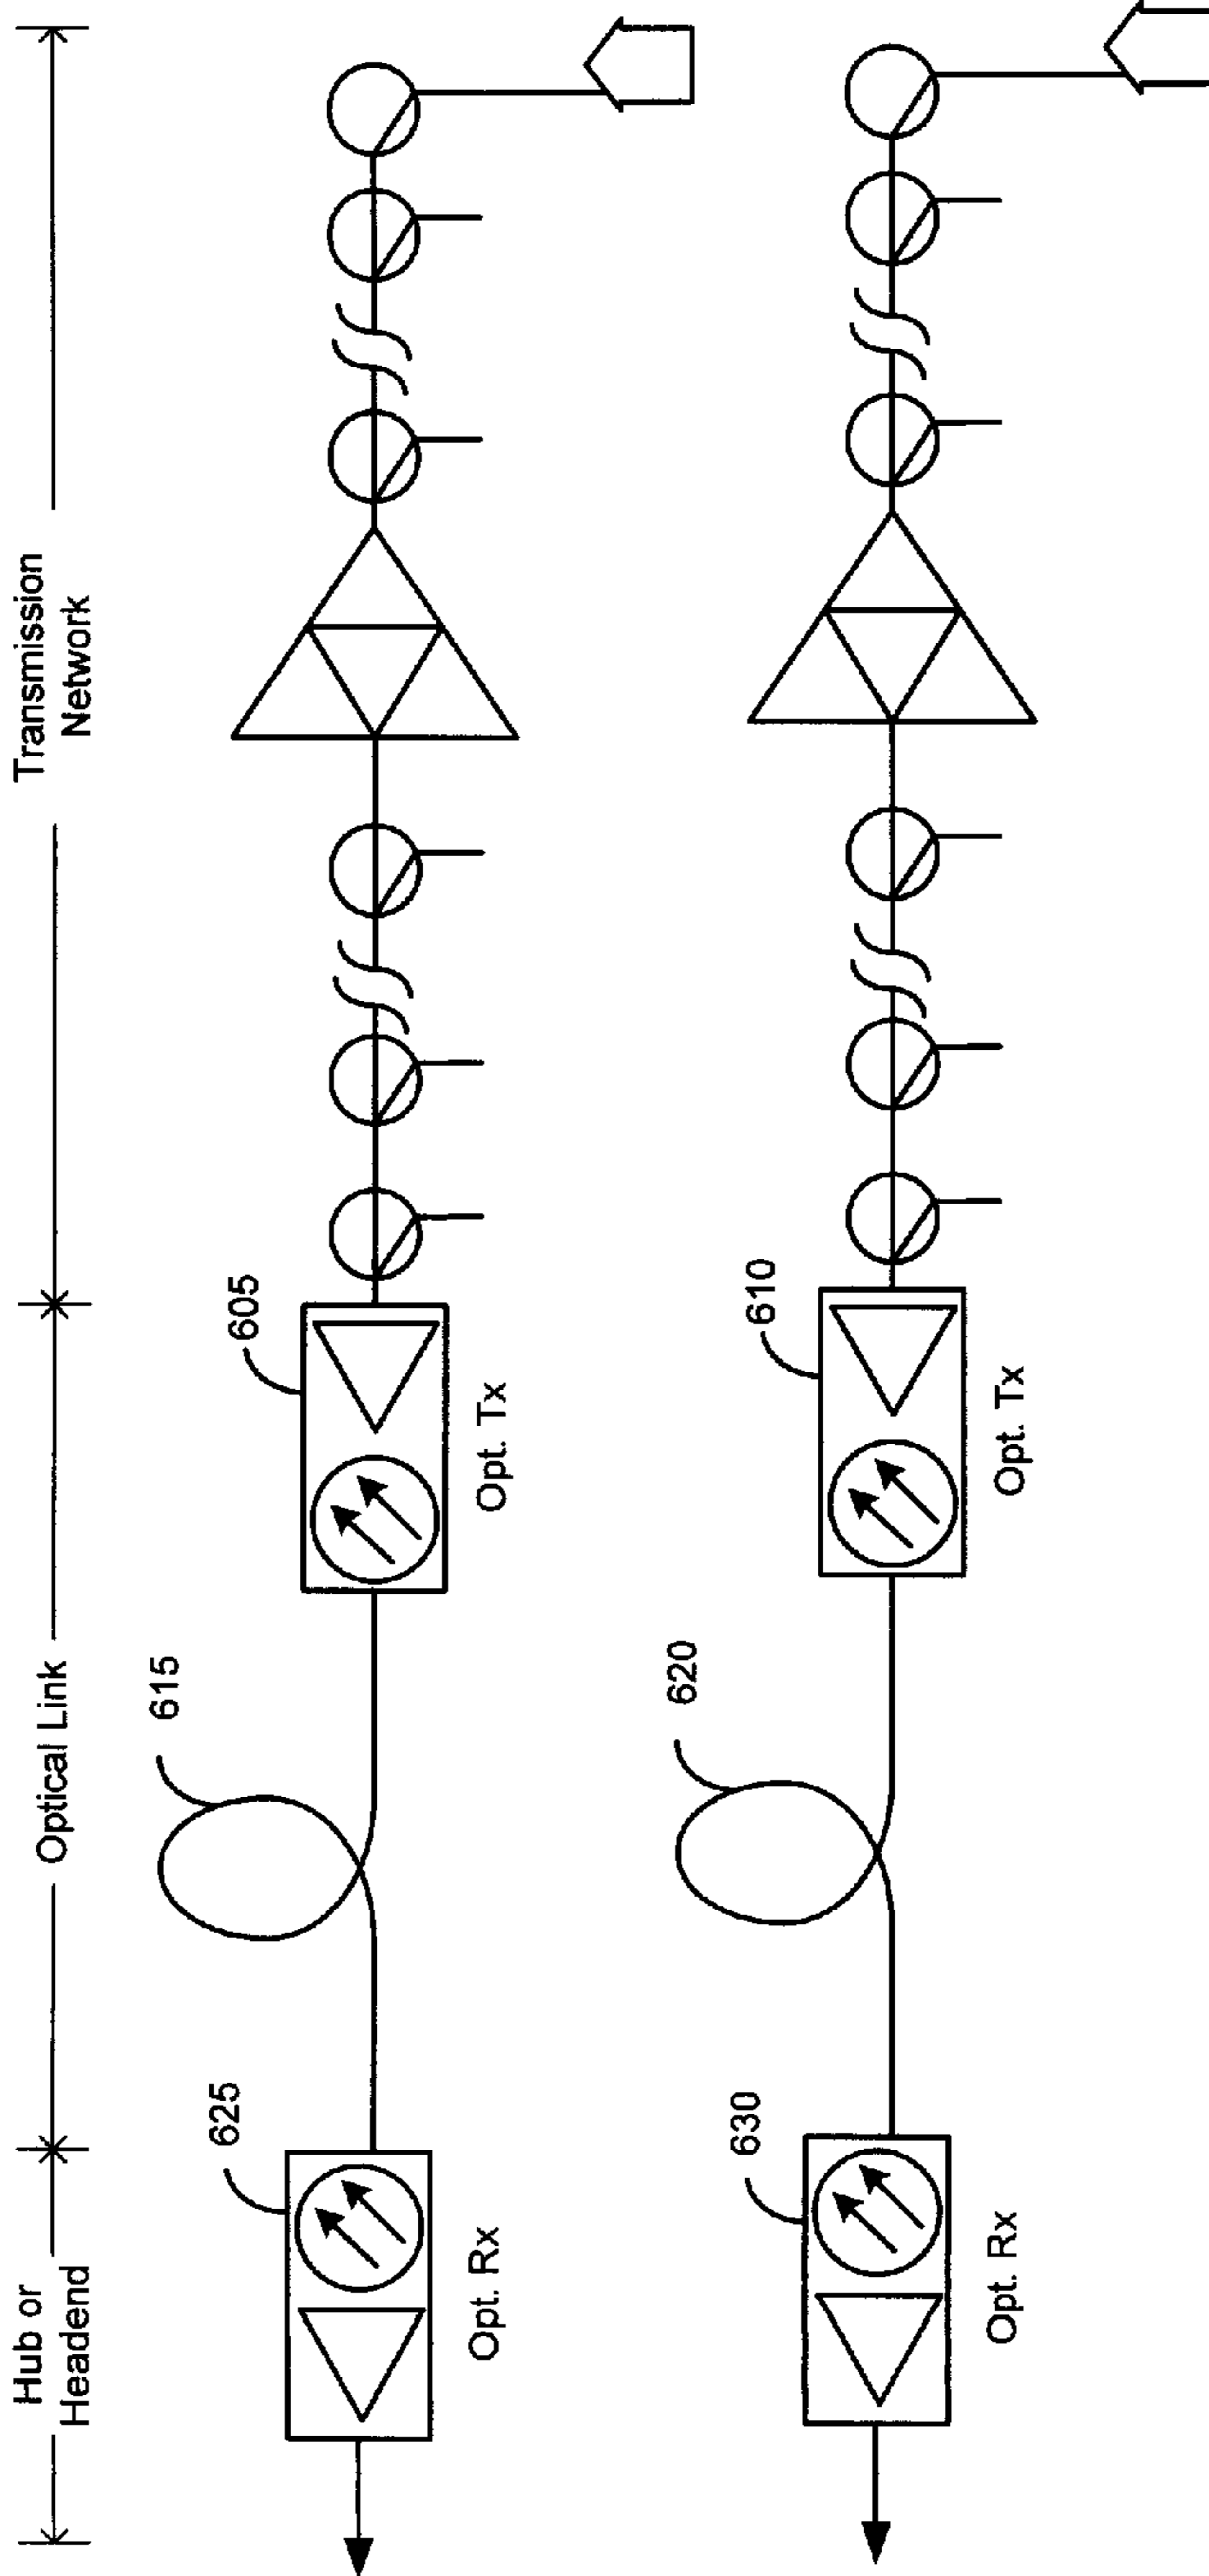 Hub or
Headend
Optical Link
Transmission
Network
625
615
605
Opt. Rx
Opt. Tx
630
620
610
Opt. Rx
Opt. Tx